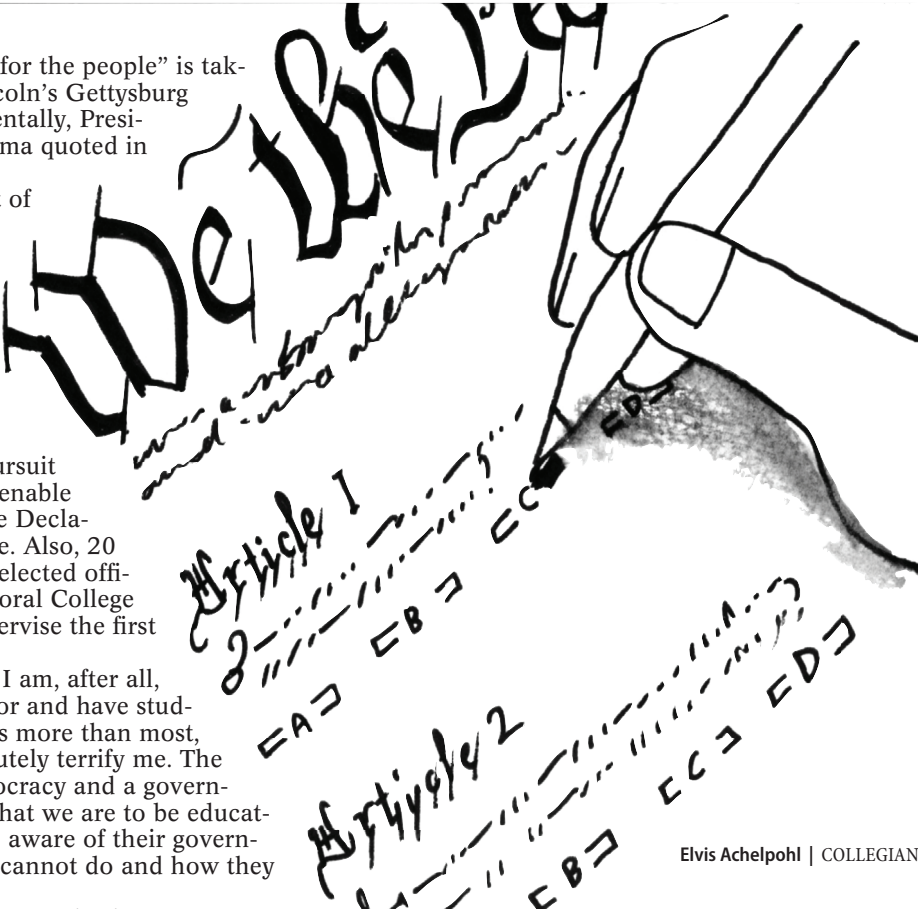 We the Pe
for the people” is tak-
coln’s Gettysburg
entally, Presi-
ma quoted in
of
ursuit
enable
e Decla-
e. Also, 20
elected offi-
oral College
ervise the first
I am, after all,
or and have stud-
s more than most,
utely terrify me. The
ocracy and a govern-
hat we are to be educat-
aware of their govern-
cannot do and how they
Article 1
[A] [B] [C] [D]
Article 2
[B] [C] [D]
Elvis Achelpohl | COLLEGIAN